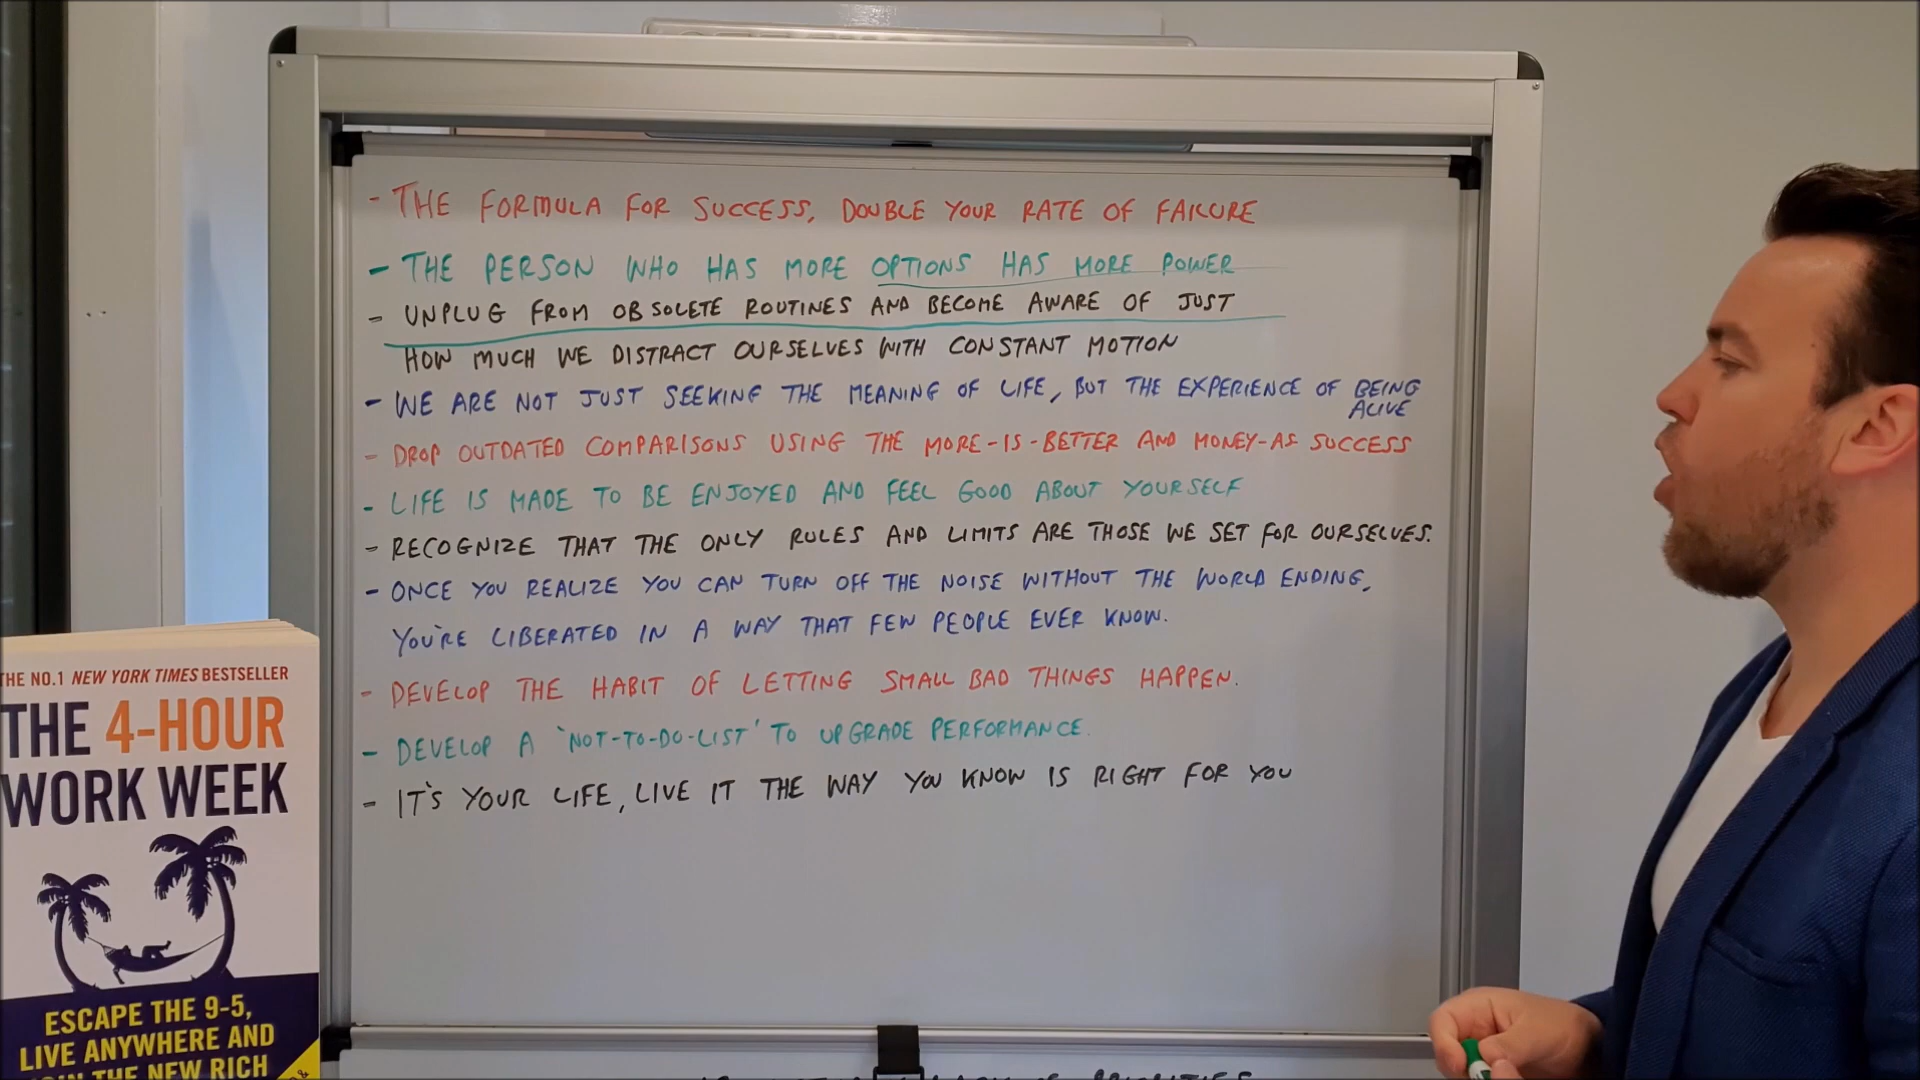 - THE FORMULA FOR SUCCESS, DOUBLE YOUR RATE OF FAILURE
- THE PERSON WHO HAS MORE OPTIONS HAS MORE POWER
- UNPLUG FROM OBSOLETE ROUTINES AND BECOME AWARE OF JUST
HOW MUCH WE DISTRACT OURSELVES WITH CONSTANT MOTION
- WE ARE NOT JUST SEEKING THE MEANING OF LIFE, BUT THE EXPERIENCE OF BEING
ALIVE
- DROP OUTDATED COMPARISONS USING THE MORE-IS-BETTER AND MONEY-AS SUCCESS
- LIFE IS MADE TO BE ENJOYED AND FEEL GOOD ABOUT YOURSELF
- RECOGNIZE THAT THE ONLY RULES AND LIMITS ARE THOSE WE SET FOR OURSELVES.
- ONCE YOU REALIZE YOU CAN TURN OFF THE NOISE WITHOUT THE WORLD ENDING,
YOU'RE LIBERATED IN A WAY THAT FEW PEOPLE EVER KNOW.
- DEVELOP THE HABIT OF LETTING SMALL BAD THINGS HAPPEN.
- DEVELOP A 'NOT-TO-DO-LIST' TO UPGRADE PERFORMANCE.
- IT'S YOUR LIFE, LIVE IT THE WAY YOU KNOW IS RIGHT FOR YOU
THE NO.1 NEW YORK TIMES BESTSELLER
THE 4-HOUR
WORK WEEK
ESCAPE THE 9-5,
LIVE ANYWHERE AND
JOIN THE NEW RICH
PRIORITIES